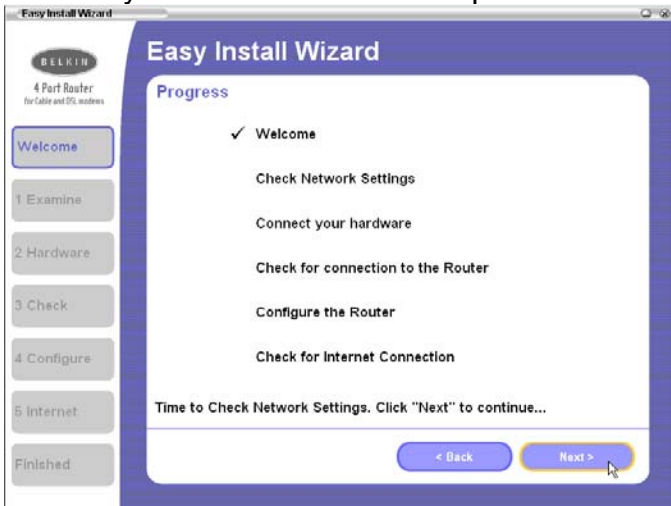 Easy Install Wizard
BELKIN
4 Port Router
for Cable and DSL modems
Welcome
1 Examine
2 Hardware
3 Check
4 Configure
5 Internet
Finished
Easy Install Wizard
Progress
✓ Welcome
Check Network Settings
Connect your hardware
Check for connection to the Router
Configure the Router
Check for Internet Connection
Time to Check Network Settings. Click "Next" to continue...
< Back
Next >